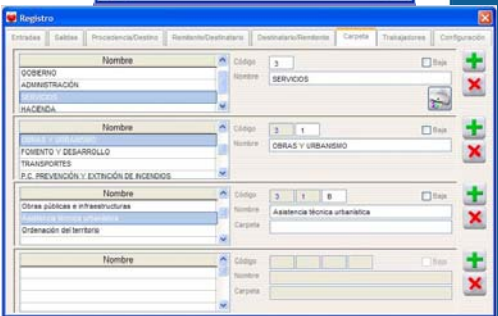 Registro
Entradas Salidas Procedencia/Destino Remitente/Destinatario Destinatario/Remitente Carpeta Trabajadores Configuración
Nombre
GOBIERNO
ADMINISTRACIÓN
SERVICIOS
HACIENDA
Código 3 Baja
Nombre SERVICIOS
Nombre
OBRAS Y URBANISMO
FOMENTO Y DESARROLLO
TRANSPORTES
P.C. PREVENCIÓN Y EXTINCIÓN DE INCENDIOS
Código 3 1 Baja
Nombre OBRAS Y URBANISMO
Nombre
Obras públicas e infraestructuras
Asistencia técnica urbanística
Ordenación del territorio
Código 3 1 B Baja
Nombre Asistencia técnica urbanística
Carpeta
Nombre
Código Baja
Nombre
Carpeta